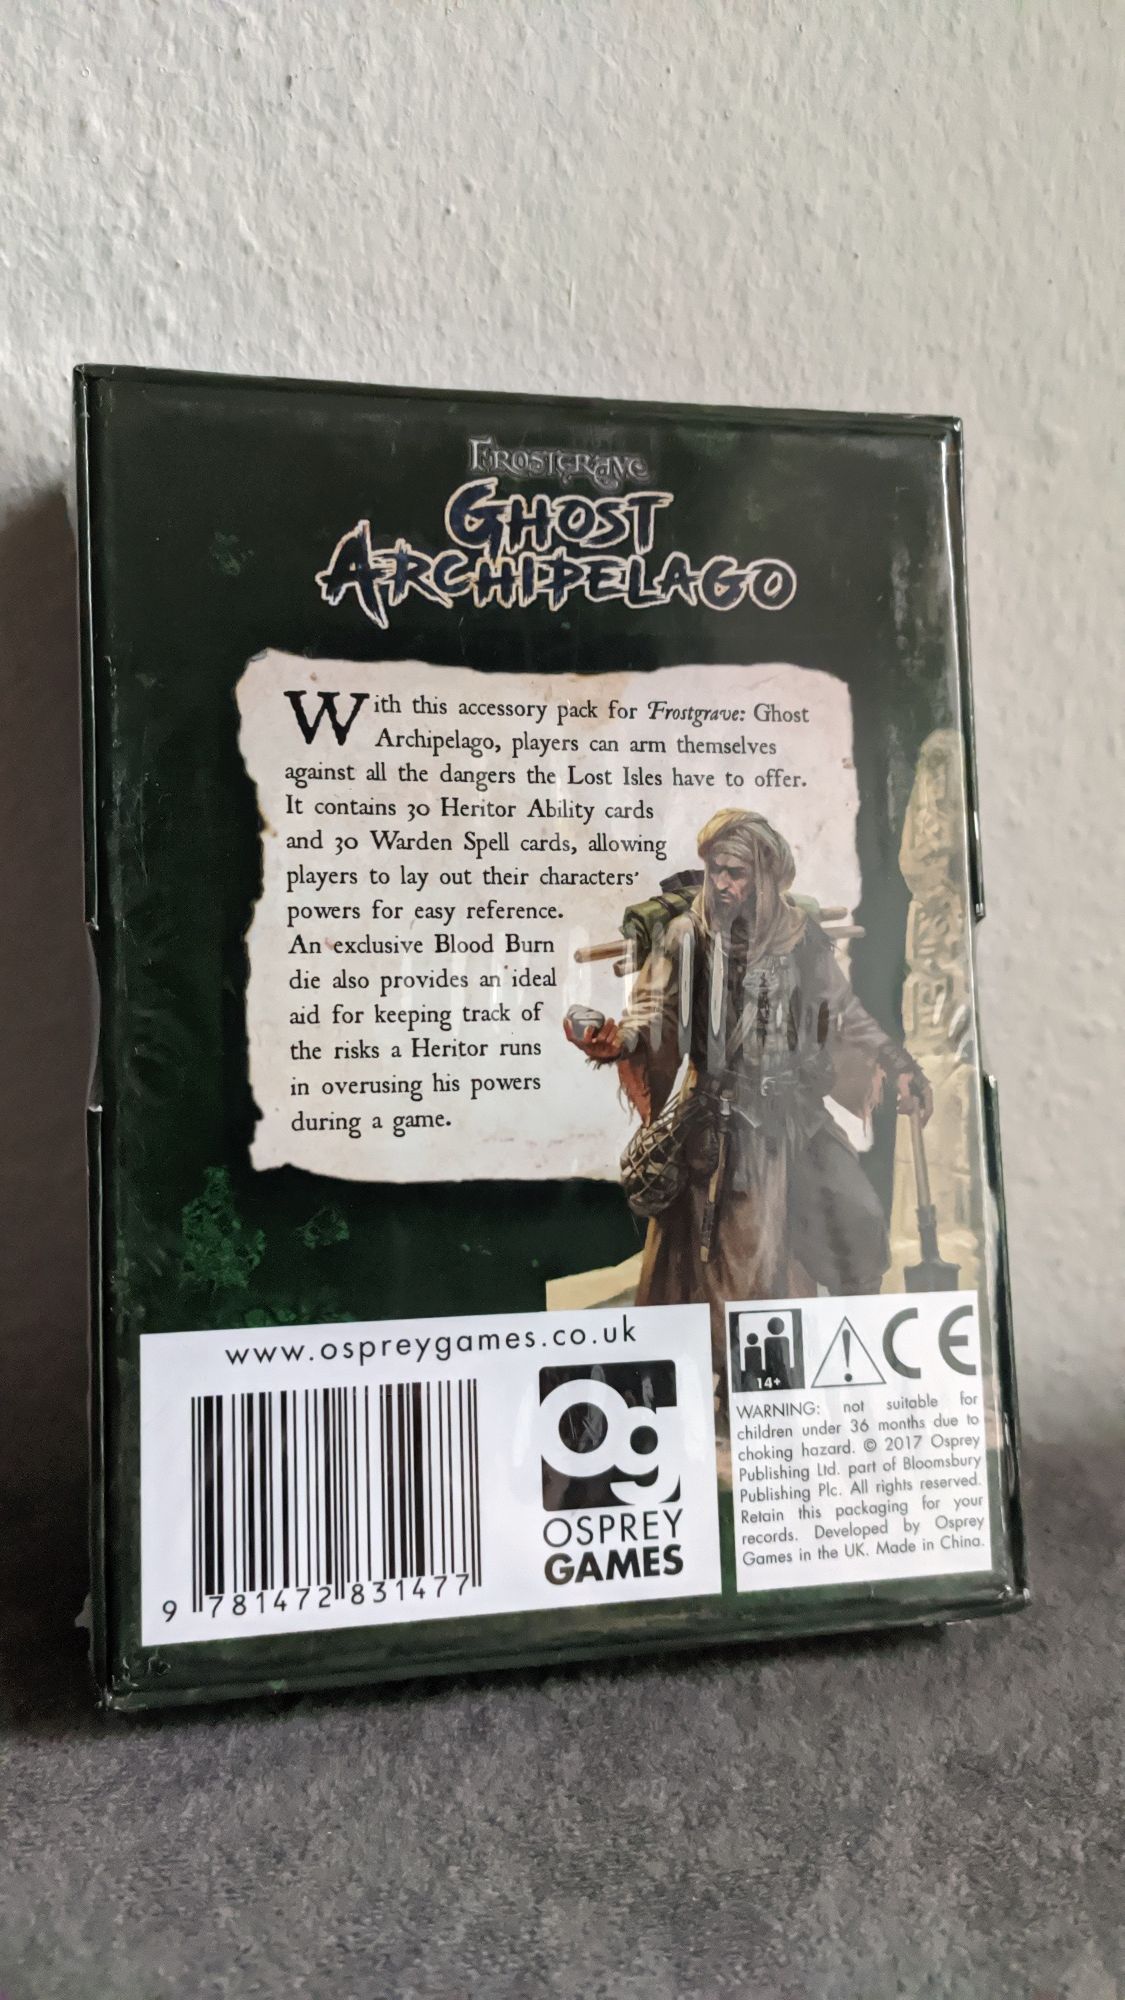 FROSTGRAVE
GHOST
ARCHIPELAGO
With this accessory pack for Frostgrave: Ghost
Archipelago, players can arm themselves
against all the dangers the Lost Isles have to offer.
It contains 30 Heritor Ability cards
and 30 Warden Spell cards, allowing
players to lay out their characters'
powers for easy reference.
An exclusive Blood Burn
die also provides an ideal
aid for keeping track of
the risks a Heritor runs
in overusing his powers
during a game.
www.ospreygames.co.uk
9 781472 831477
Og
OSPREY
GAMES
14+
CE
WARNING: not suitable for
children under 36 months due to
choking hazard. © 2017 Osprey
Publishing Ltd. part of Bloomsbury
Publishing Plc. All rights reserved.
Retain this packaging for your
records. Developed by Osprey
Games in the UK. Made in China.